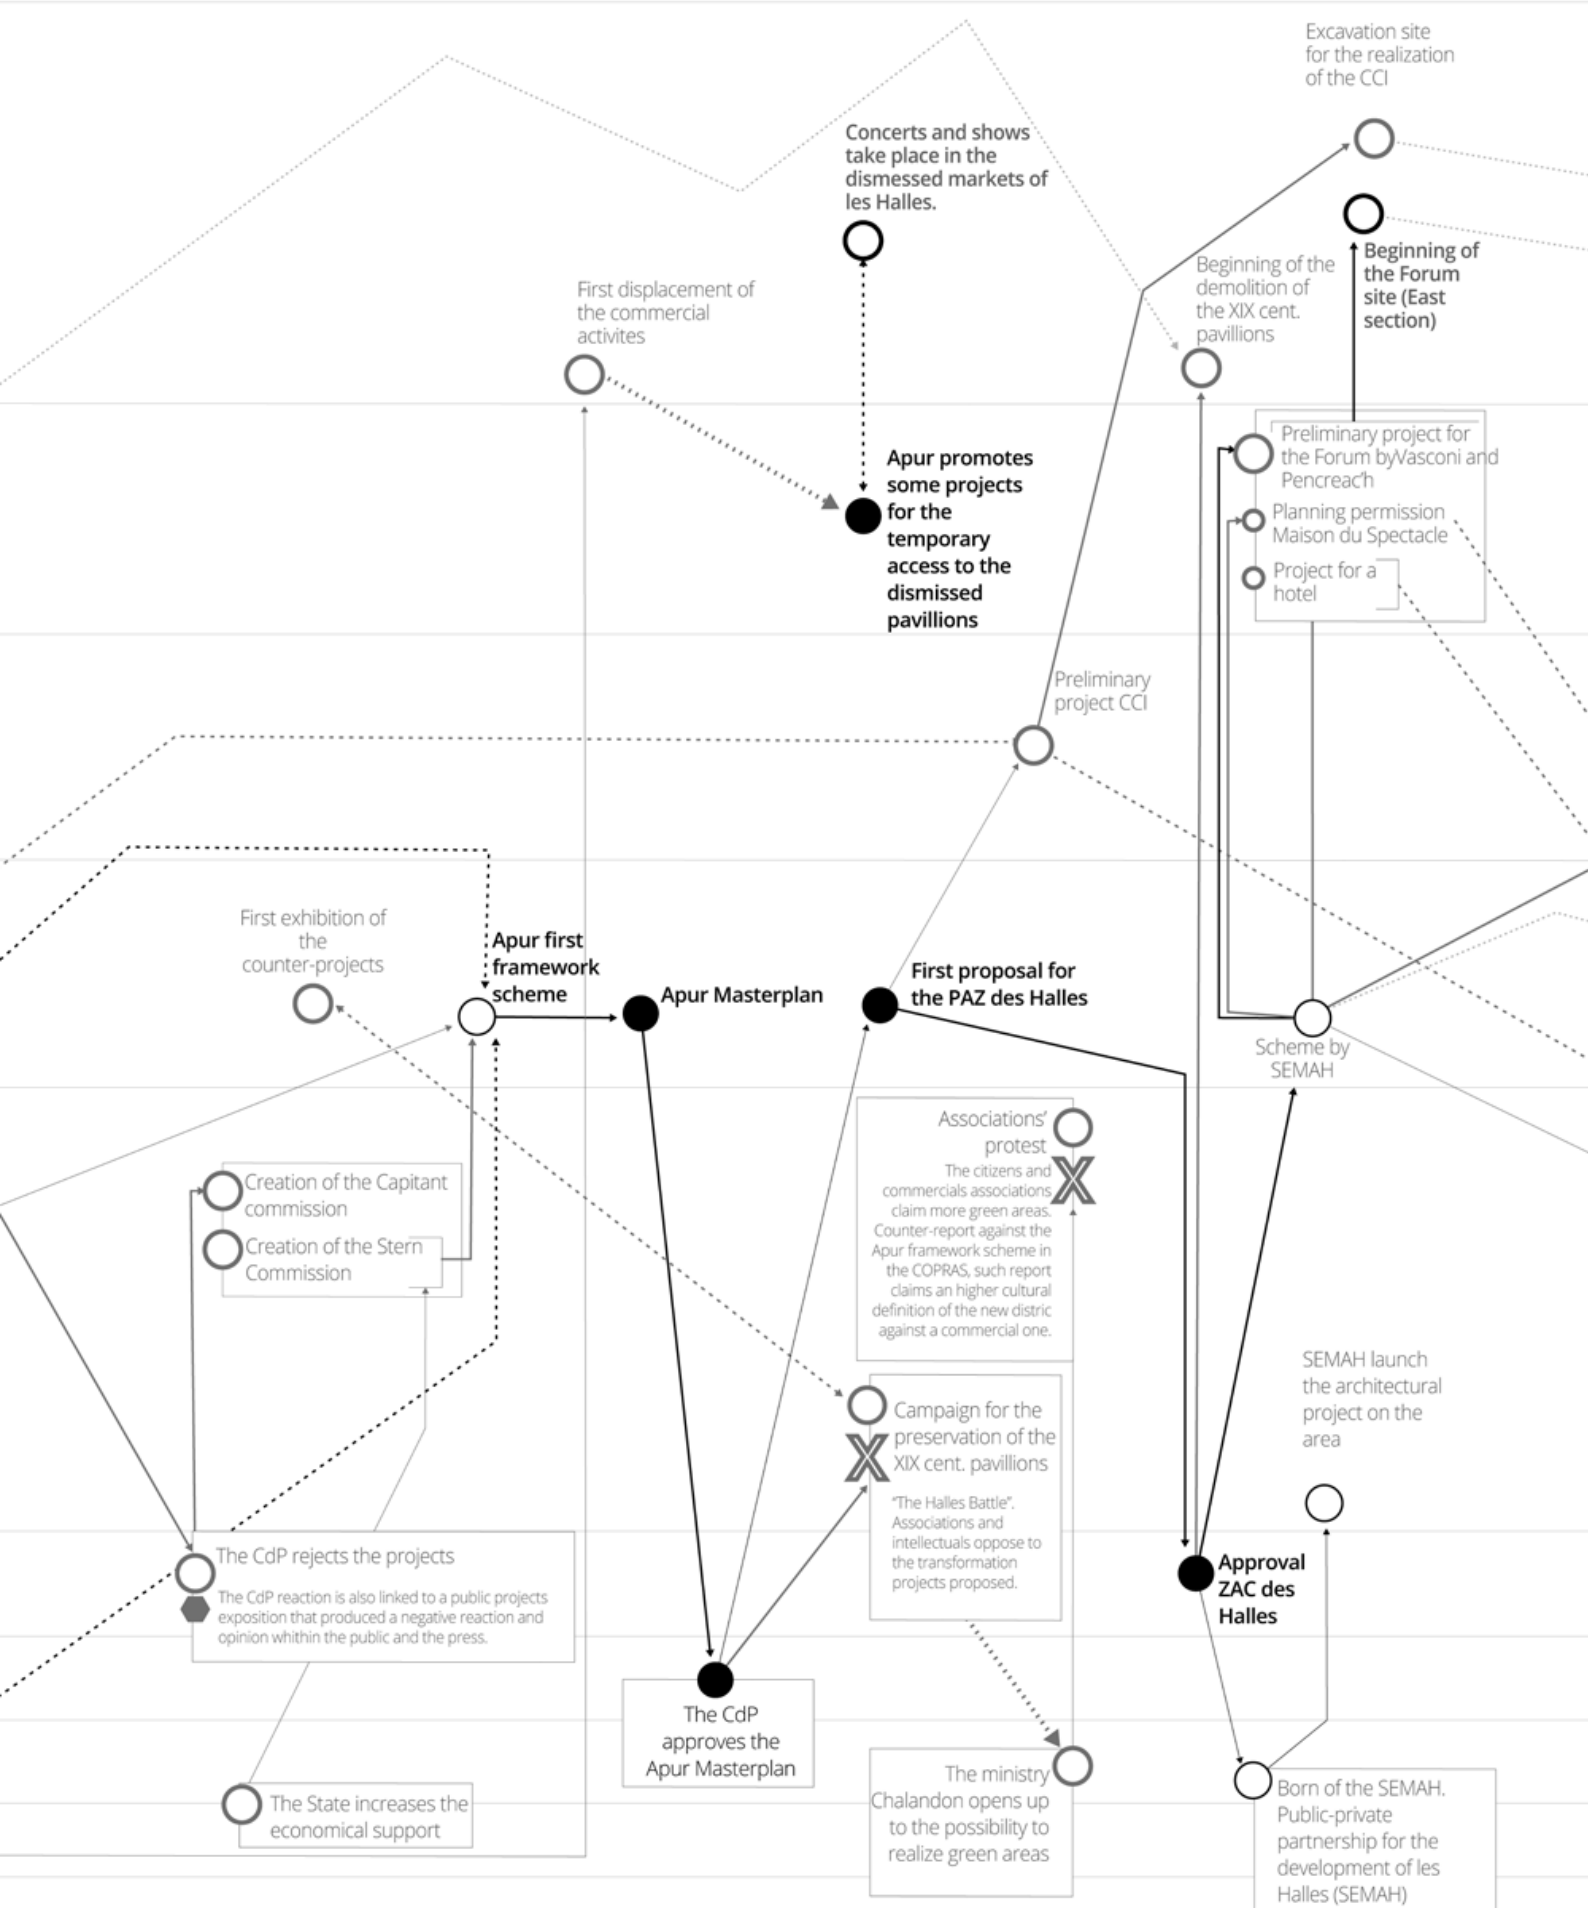 Excavation site
for the realization
of the CCI
Concerts and shows
take place in the
dismessed markets of
les Halles.
Beginning of
the Forum
site (East
section)
Beginning of the
demolition of
the XIX cent.
pavillions
First displacement of
the commercial
activites
Preliminary project for
the Forum byVasconi and
Pencreac'h
Planning permission
Maison du Spectacle
Project for a
hotel
Apur promotes
some projects
for the
temporary
access to the
dismissed
pavillions
Preliminary
project CCI
First exhibition of
the
counter-projects
Apur first
framework
scheme
Apur Masterplan
First proposal for
the PAZ des Halles
Scheme by
SEMAH
Associations'
protest
The citizens and
commercials associations
claim more green areas.
Counter-report against the
Apur framework scheme in
the COPRAS, such report
claims an higher cultural
definition of the new distric
against a commercial one.
Creation of the Capitant
commission
Creation of the Stern
Commission
SEMAH launch
the architectural
project on the
area
Campaign for the
preservation of the
XIX cent. pavillions
"The Halles Battle".
Associations and
intellectuals oppose to
the transformation
projects proposed.
The CdP rejects the projects
The CdP reaction is also linked to a public projects
exposition that produced a negative reaction and
opinion whithin the public and the press.
Approval
ZAC des
Halles
The CdP
approves the
Apur Masterplan
The ministry
Chalandon opens up
to the possibility to
realize green areas
The State increases the
economical support
Born of the SEMAH.
Public-private
partnership for the
development of les
Halles (SEMAH)